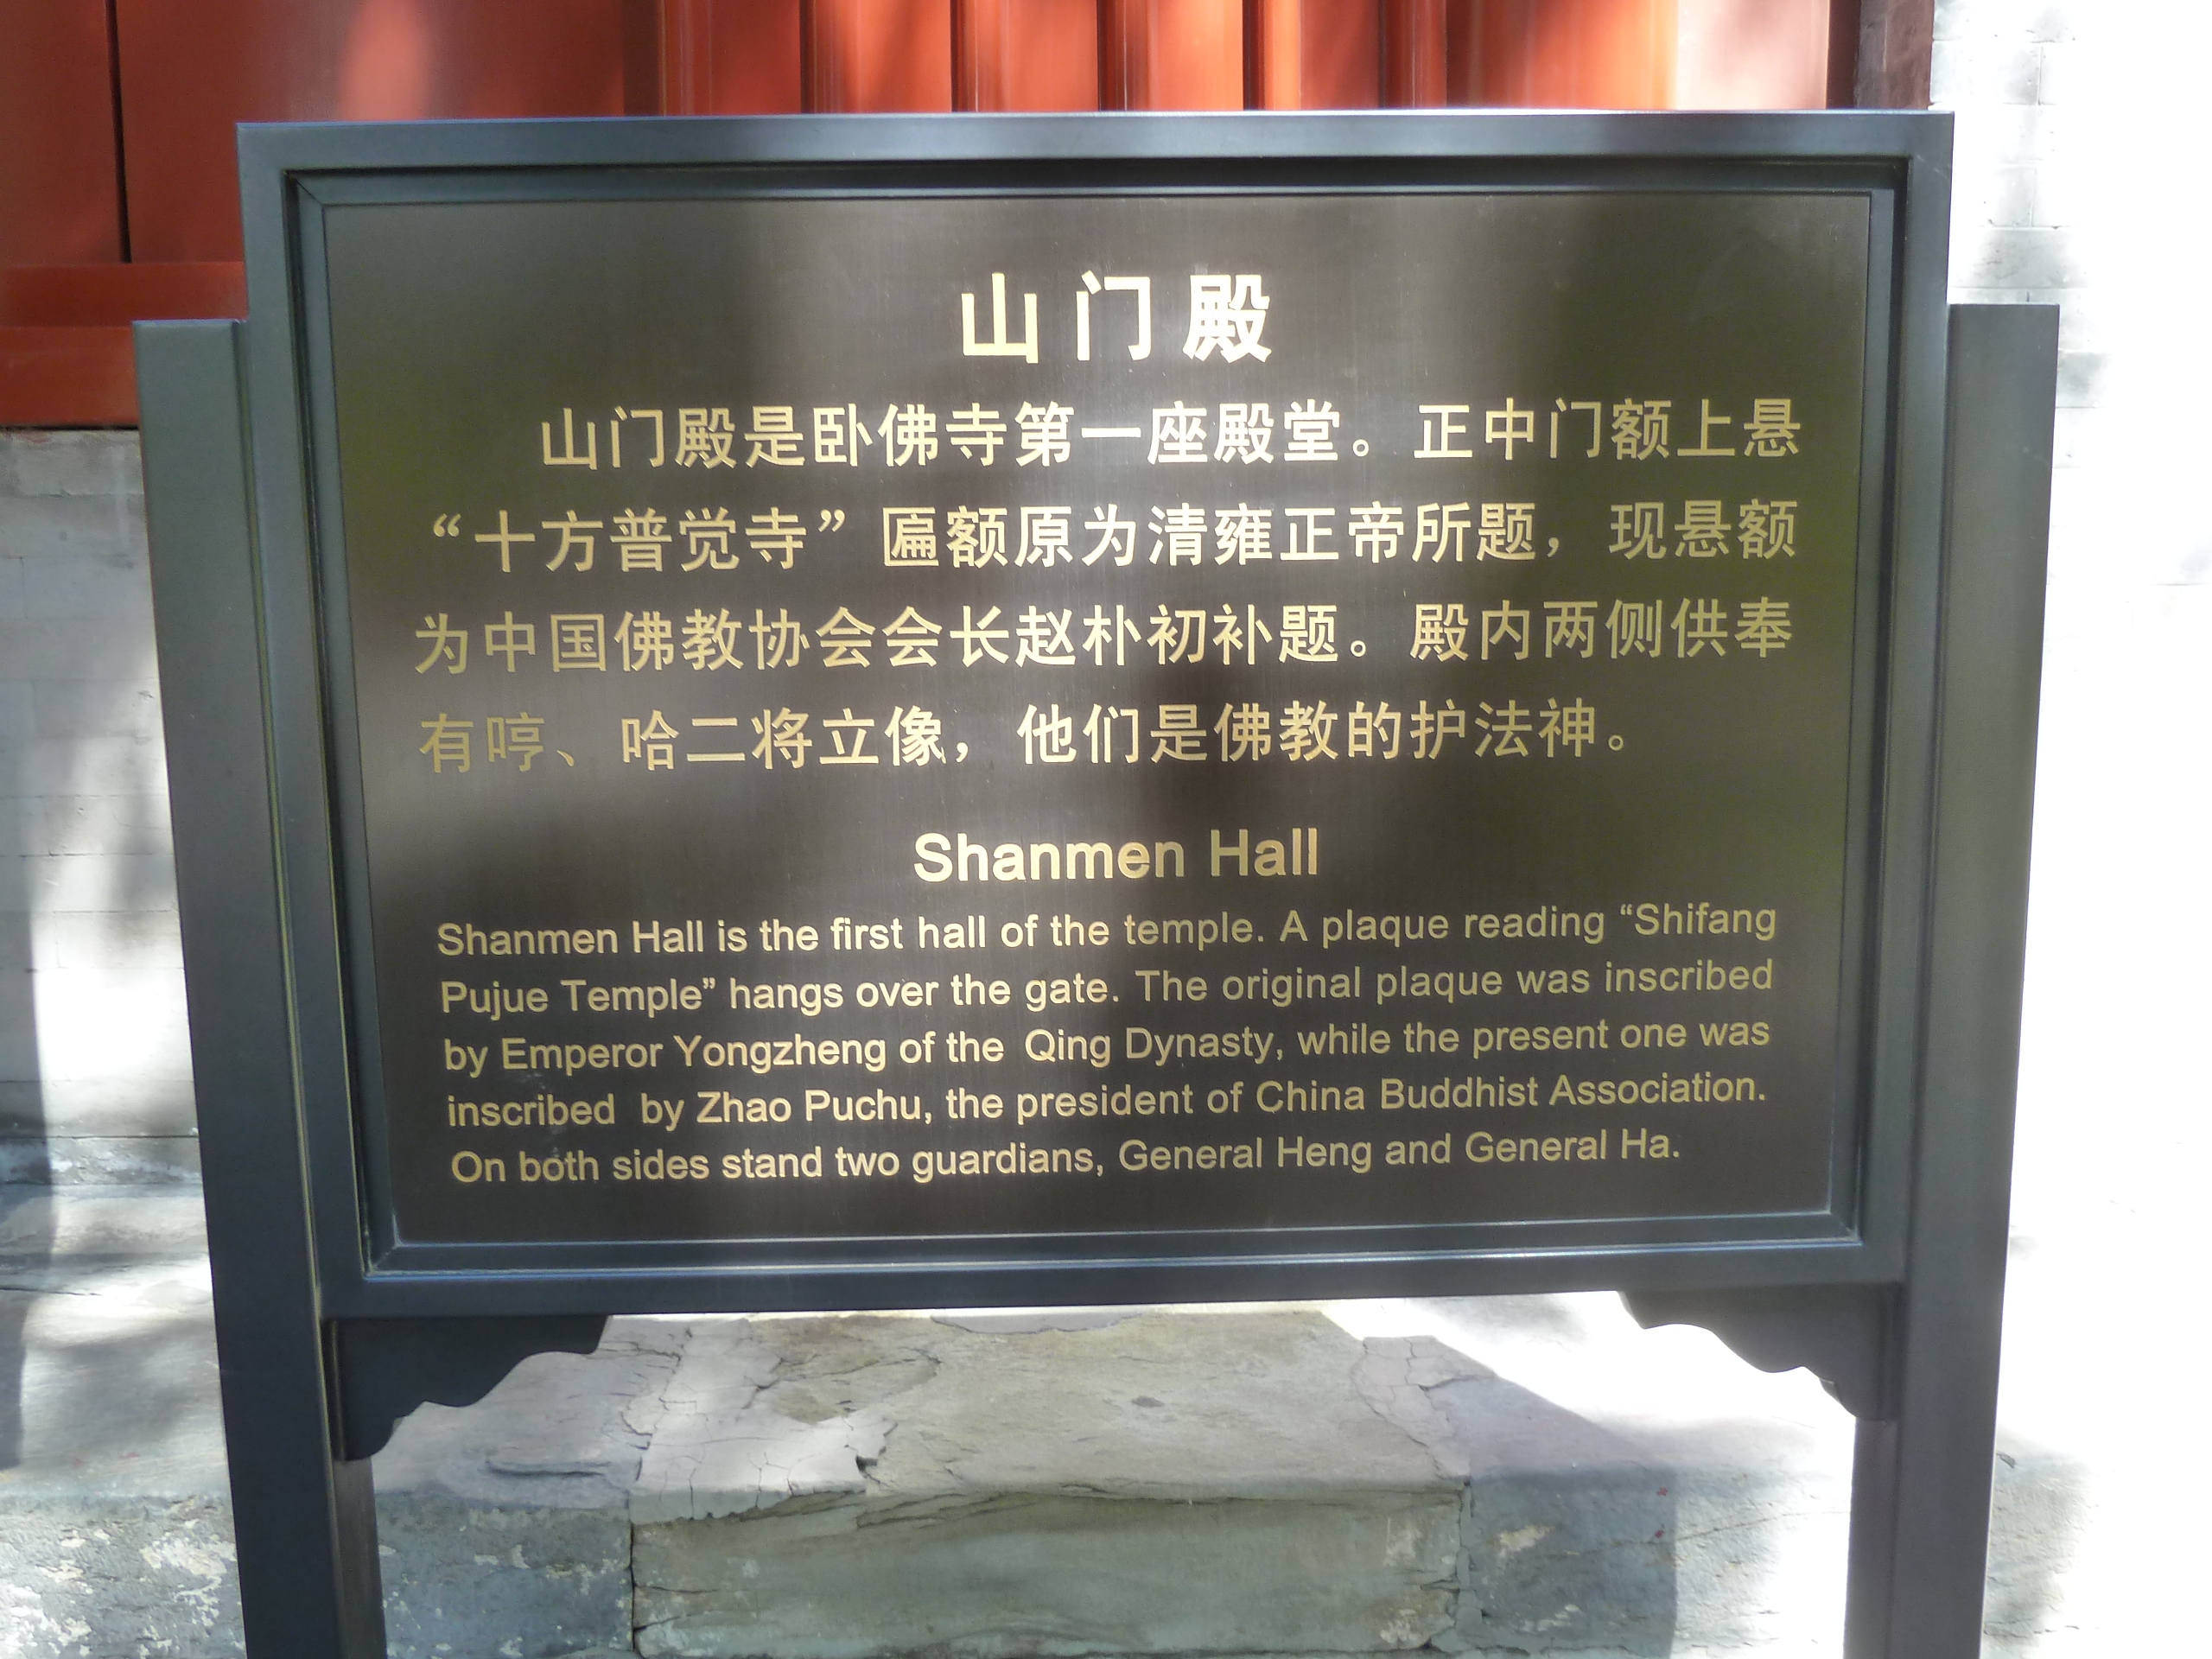 山门殿
山门殿是卧佛寺第一座殿堂。正中门额上悬
“十方普觉寺”匾额原为清雍正帝所题，现悬额
为中国佛教协会会长赵朴初补题。殿内两侧供奉
有哼、哈二将立像，他们是佛教的护法神。
Shanmen Hall
Shanmen Hall is the first hall of the temple. A plaque reading “Shifang
Pujue Temple” hangs over the gate. The original plaque was inscribed
by Emperor Yongzheng of the Qing Dynasty, while the present one was
inscribed by Zhao Puchu, the president of China Buddhist Association.
On both sides stand two guardians, General Heng and General Ha.